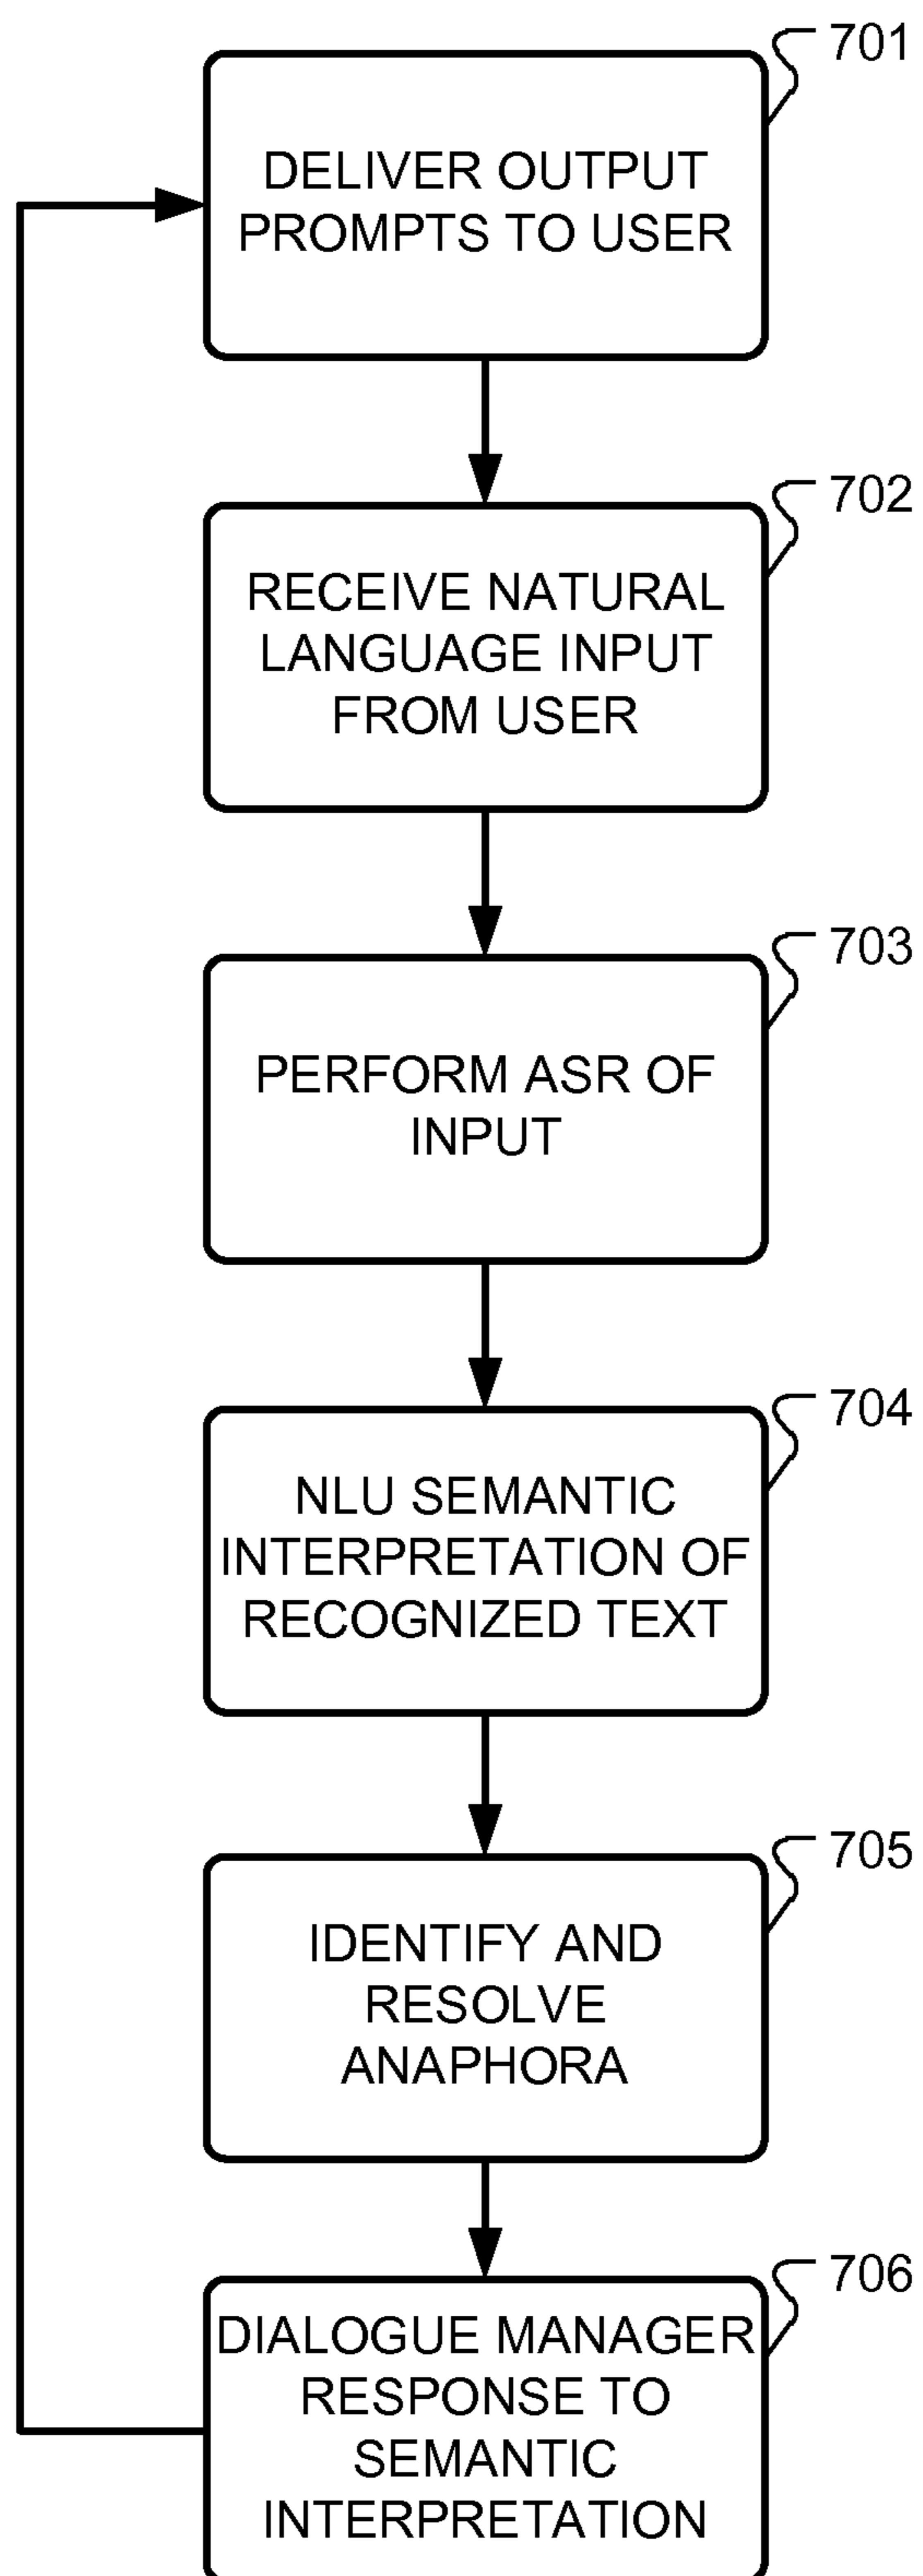 701
DELIVER OUTPUT
PROMPTS TO USER
702
RECEIVE NATURAL
LANGUAGE INPUT
FROM USER
703
PERFORM ASR OF
INPUT
704
NLU SEMANTIC
INTERPRETATION OF
RECOGNIZED TEXT
705
IDENTIFY AND
RESOLVE
ANAPHORA
706
DIALOGUE MANAGER
RESPONSE TO
SEMANTIC
INTERPRETATION